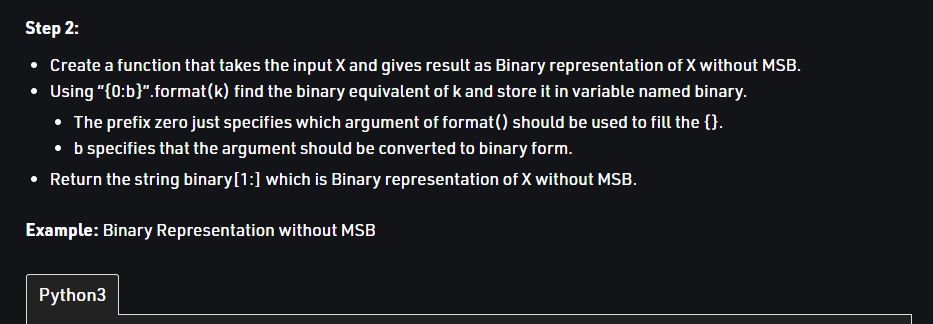 Step 2:
• Create a function that takes the input X and gives result as Binary representation of X without MSB.
• Using “{0:b}”.format(k) find the binary equivalent of k and store it in variable named binary.
• The prefix zero just specifies which argument of format() should be used to fill the {}.
• b specifies that the argument should be converted to binary form.
• Return the string binary[1:] which is Binary representation of X without MSB.
Example: Binary Representation without MSB
Python3